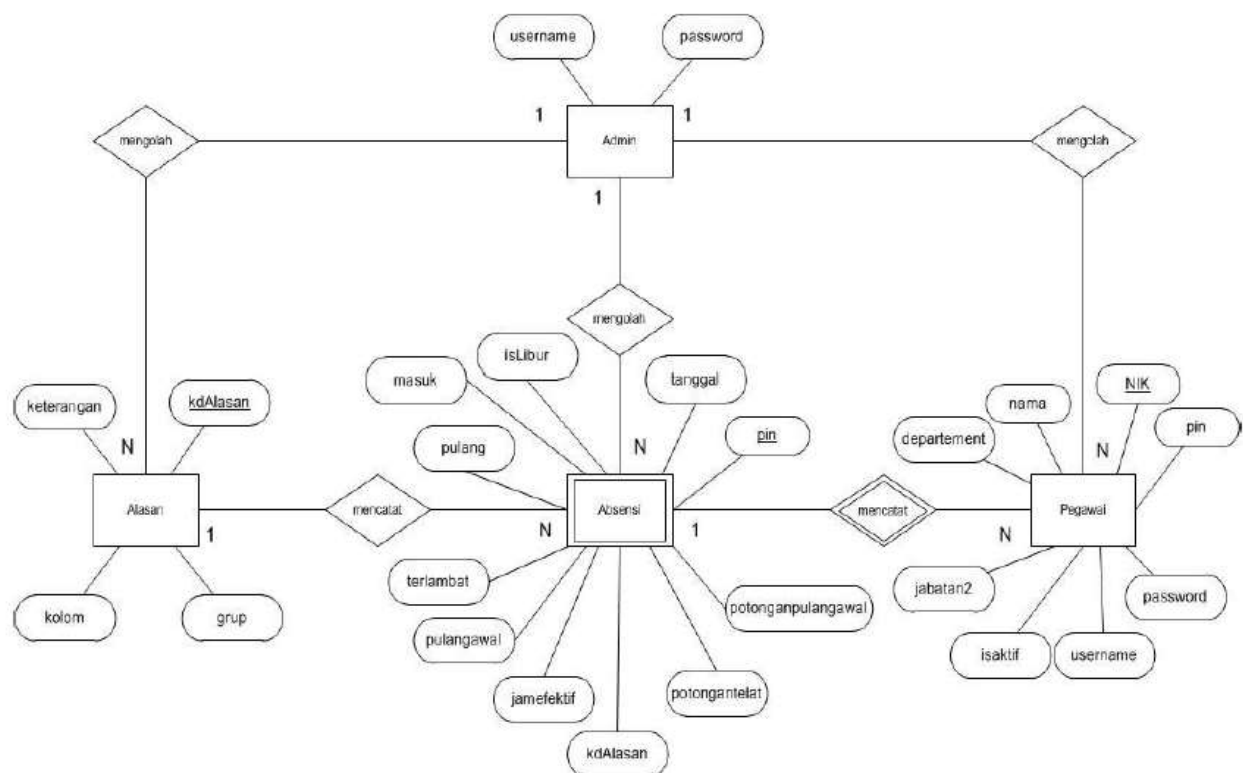 username
password
mengolah
1
Admin
1
mengolah
1
mengolah
isLibur
masuk
tanggal
NIK
keterangan
kdAlasan
nama
pin
pulang
pin
departement
N
N
N
Alasan
mencatat
Absensi
mencatat
Pegawai
1
N
1
N
terlambat
jabatan2
password
potonganpulangawal
kolom
grup
pulangawal
isaktif
username
jamefektif
potongantelat
kdAlasan